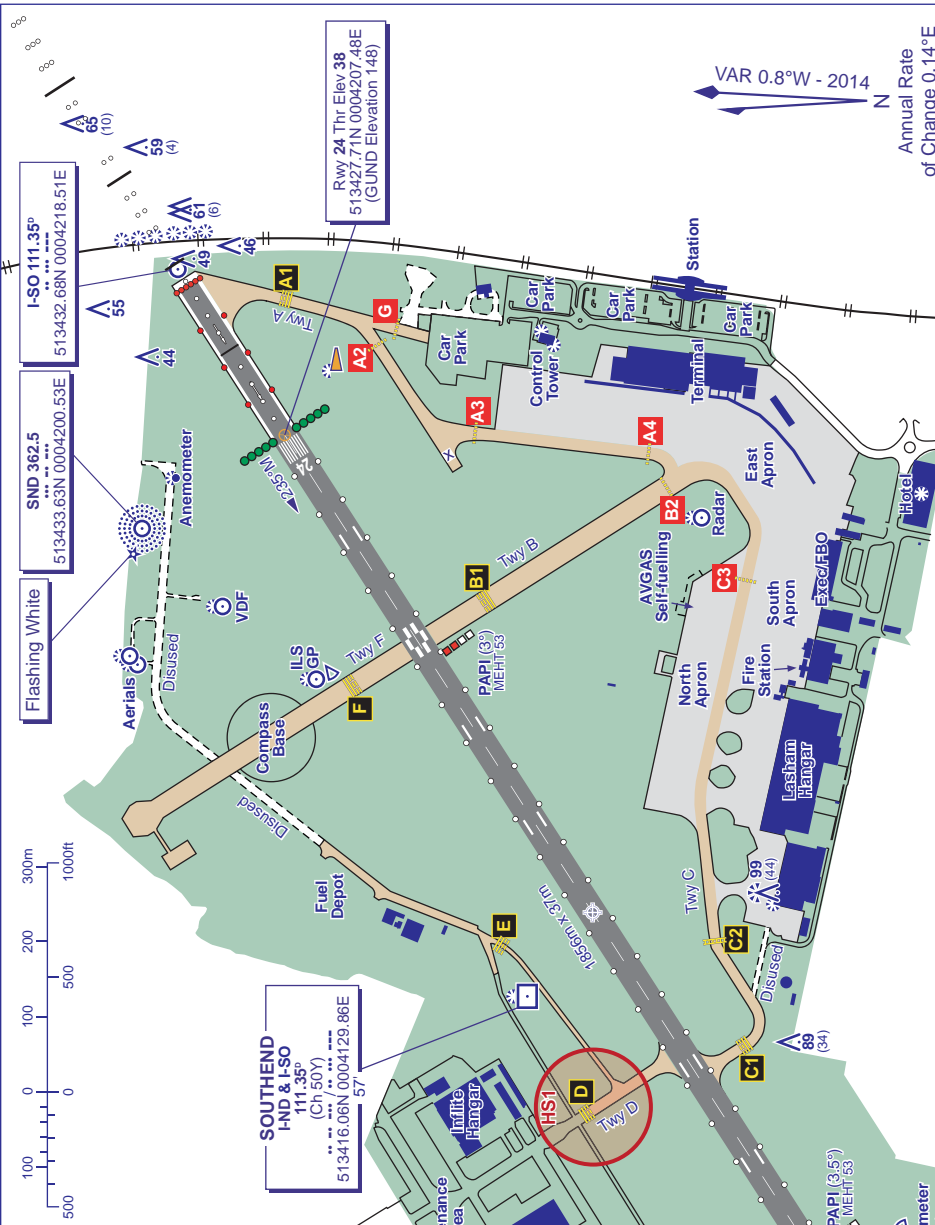 VAR 0.8°W - 2014
N
Annual Rate
of Change 0.14°E
Rwy 24 Thr Elev 38
513427.71N 0004207.48E
(GUND Elevation 148)
I-SO 111.35°
•• ••• ---
513432.68N 0004218.51E
SND 362.5
••• -• -••
513433.63N 0004200.53E
Flashing White
65
(10)
59
(4)
61
(6)
46
49
55
44
Anemometer
VDF
Aerials
Disused
Disused
Compass
Base
ILS
GP
F
Twy F
24
235°M
A1
Twy A
G
A2
A3
A4
B1
B2
Twy B
C3
Car
Park
Car
Park
Car
Park
Car
Park
Station
Control
Tower
Terminal
East
Apron
Radar
AVGAS
Self-fueling
South
Apron
Exec/FBO
Hotel
North
Apron
Fire
Station
Lasham
Hangar
PAPI (3°)
MEHT 53
1856m x 37m
Twy C
99
(44)
C2
Disused
C1
89
(34)
Fuel
Depot
E
HS1
D
Twy D
300m
200
100
0
100
1000ft
500
0
500
SOUTHEND
I-ND & I-SO
111.35°
(Ch 50Y)
513416.06N 0004129.86E
57'
Inflite
Hangar
nance
ea
PAPI (3.5°)
MEHT 53
meter